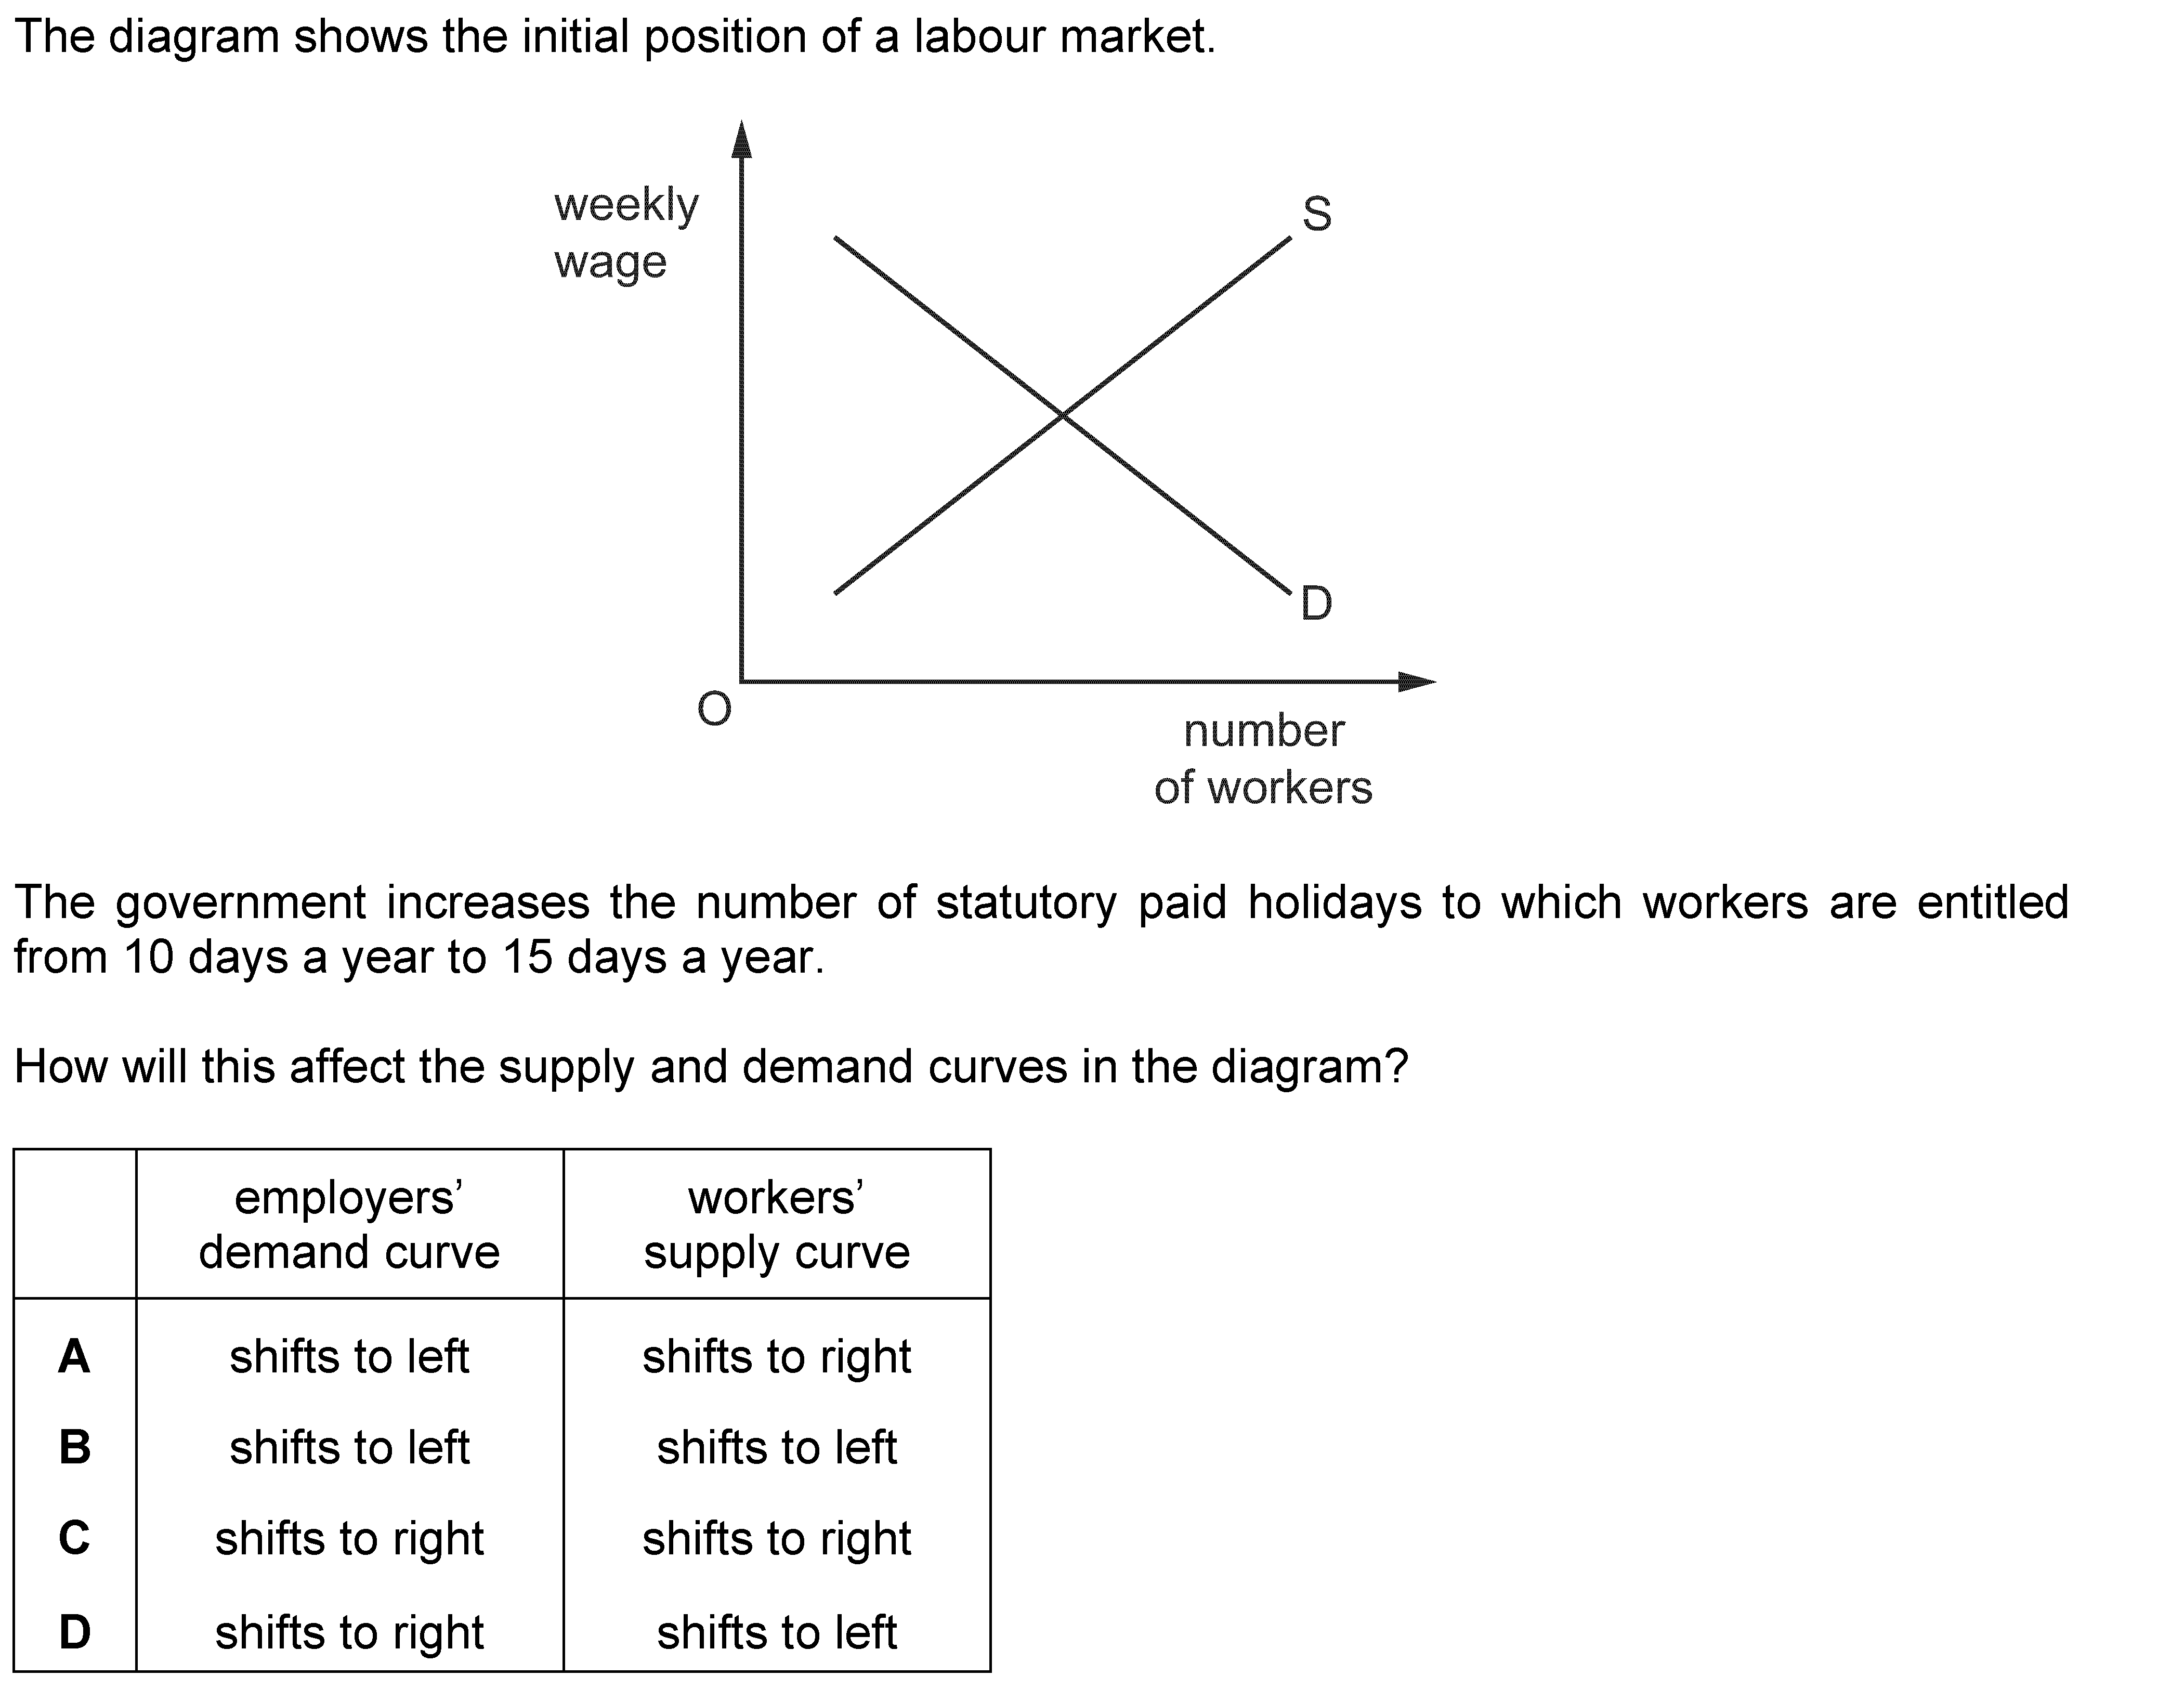 The diagram shows the initial position of a labour market.
weekly
wage
S
D
O
number
of workers
The government increases the number of statutory paid holidays to which workers are entitled
from 10 days a year to 15 days a year.
How will this affect the supply and demand curves in the diagram?
employers’ workers’
demand curve supply curve
A shifts to left shifts to right
B shifts to left shifts to left
C shifts to right shifts to right
D shifts to right shifts to left